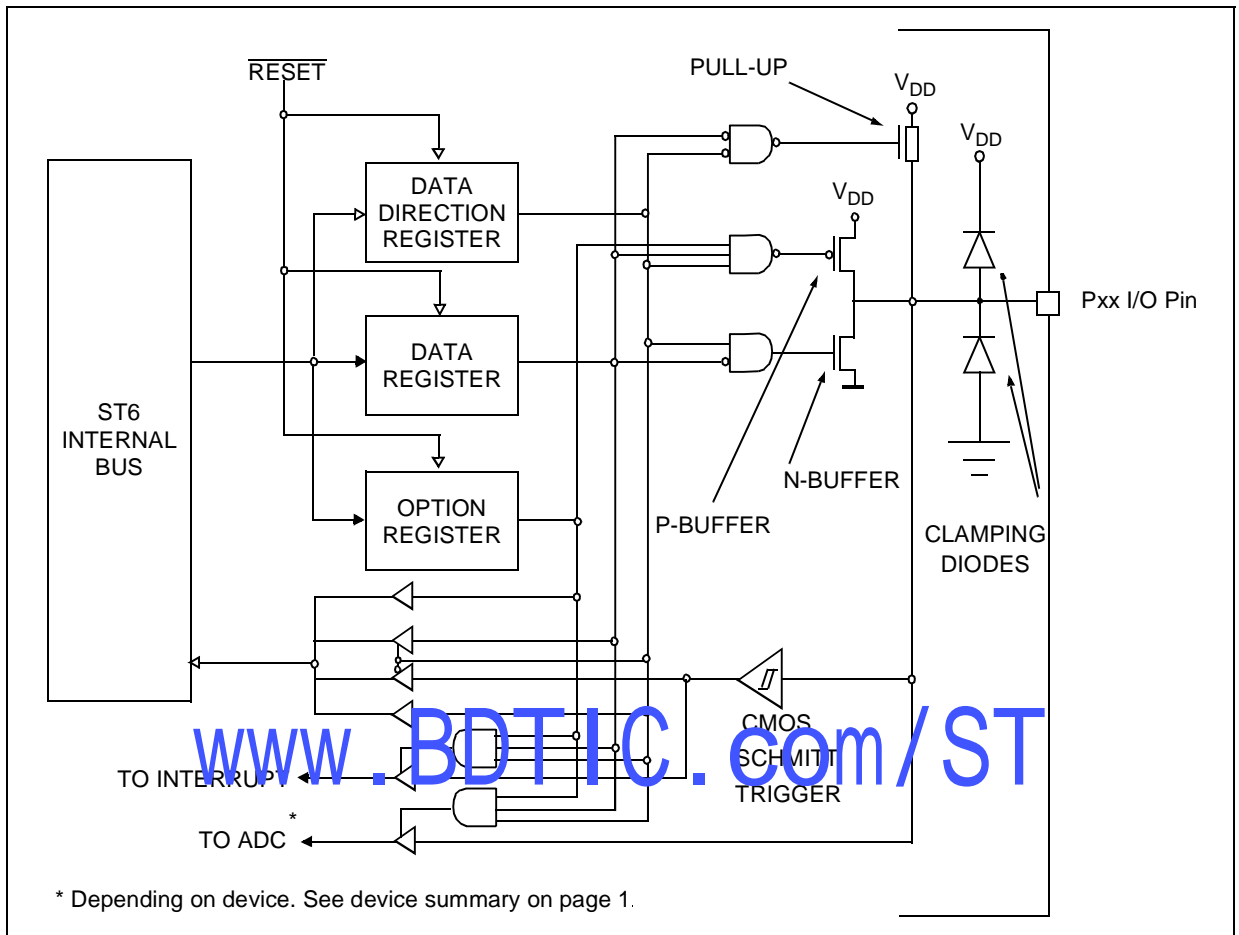 RESET
PULL-UP
VDD
VDD
VDD
DATA
DIRECTION
REGISTER
Pxx I/O Pin
DATA
REGISTER
ST6
INTERNAL
BUS
N-BUFFER
OPTION
REGISTER
P-BUFFER
CLAMPING
DIODES
CMOS
SCHMITT
TRIGGER
www.BDTIC.com/ST
TO INTERRUPT
TO ADC*
* Depending on device. See device summary on page 1.